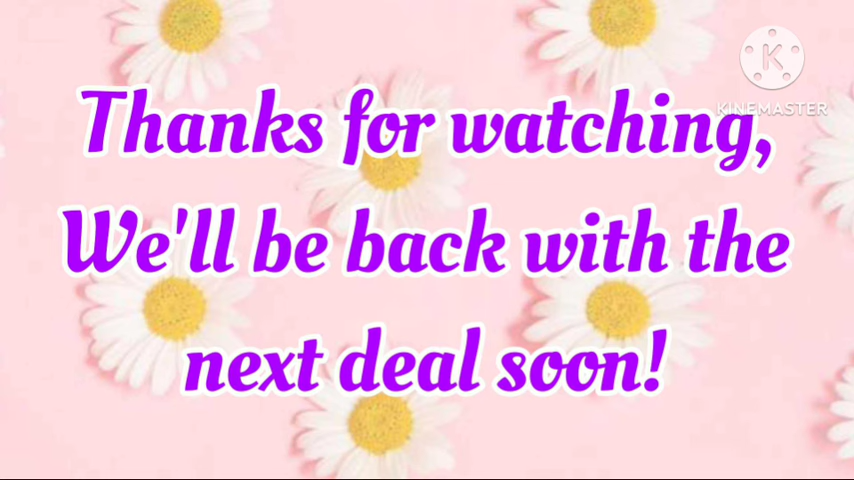 K
KINEMASTER
Thanks for watching,
We'll be back with the
next deal soon!